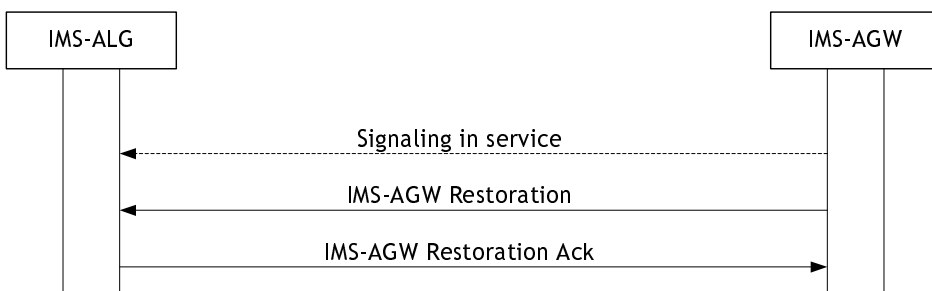 IMS-ALG
IMS-AGW
Signaling in service
IMS-AGW Restoration
IMS-AGW Restoration Ack